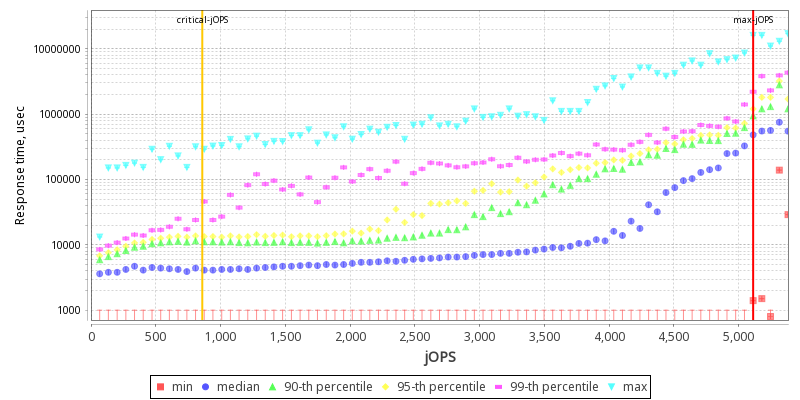 critical-jOPS
max-jOPS
Response time, usec
10000000
1000000
100000
10000
1000
0
500
1,000
1,500
2,000
2,500
3,000
3,500
4,000
4,500
5,000
jOPS
min
median
90-th percentile
95-th percentile
99-th percentile
max